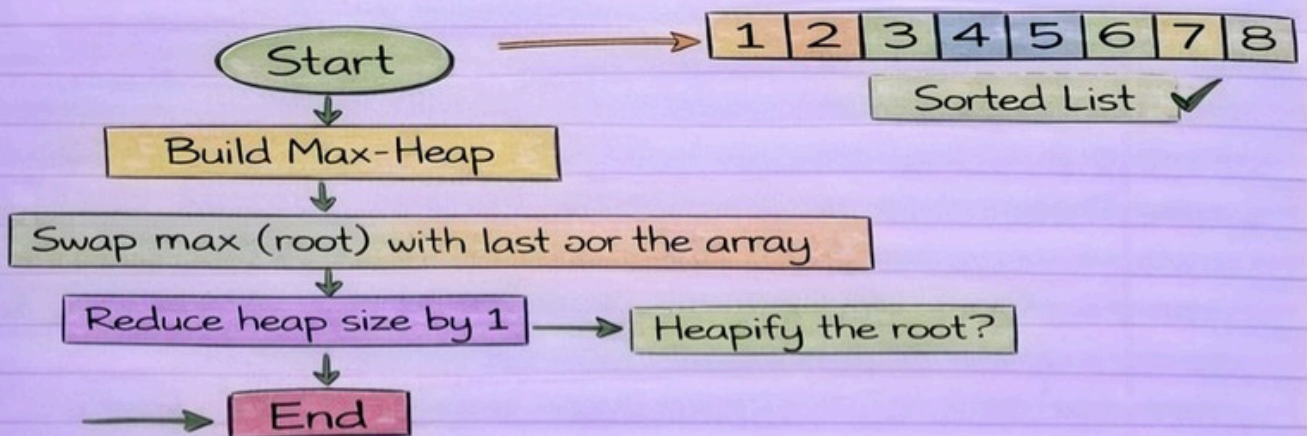 Start
1 2 3 4 5 6 7 8
Sorted List
Build Max-Heap
Swap max (root) with last the array
Reduce heap size by 1
Heapify the root?
End